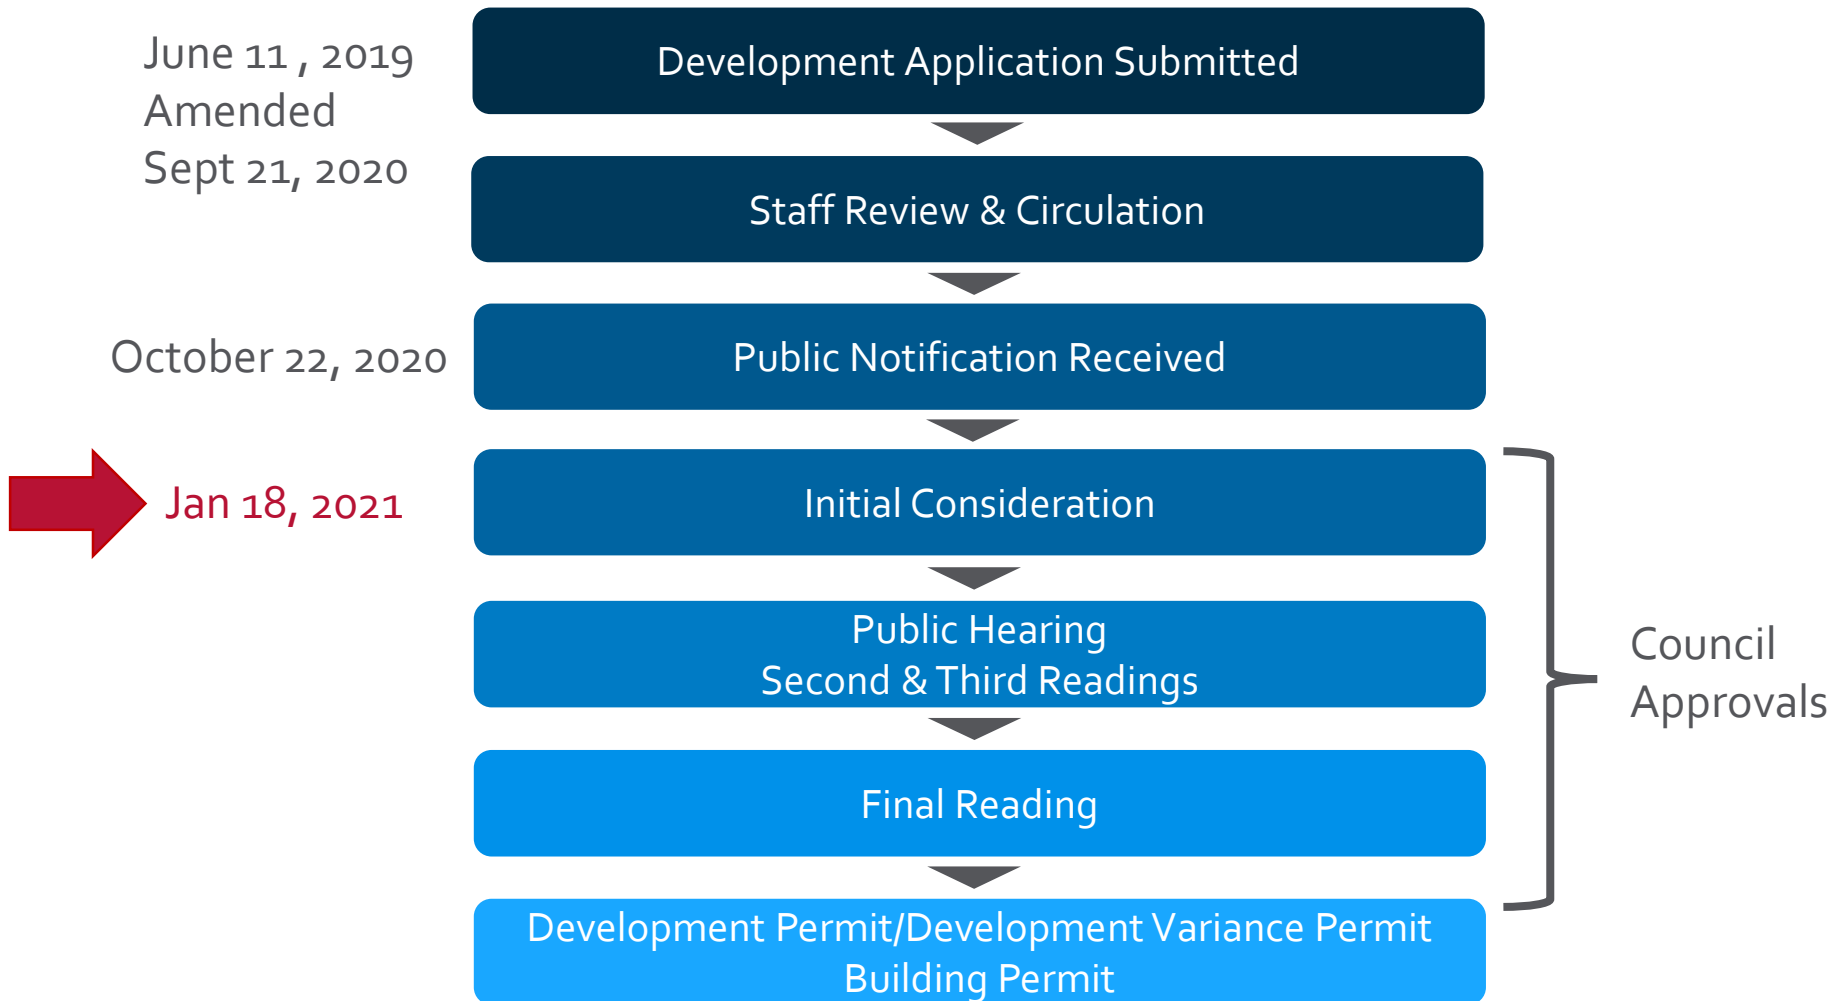 June 11 , 2019
Amended
Sept 21, 2020
Development Application Submitted
Staff Review & Circulation
October 22, 2020
Public Notification Received
Jan 18, 2021
Initial Consideration
Public Hearing
Second & Third Readings
Council
Approvals
Final Reading
Development Permit/Development Variance Permit
Building Permit